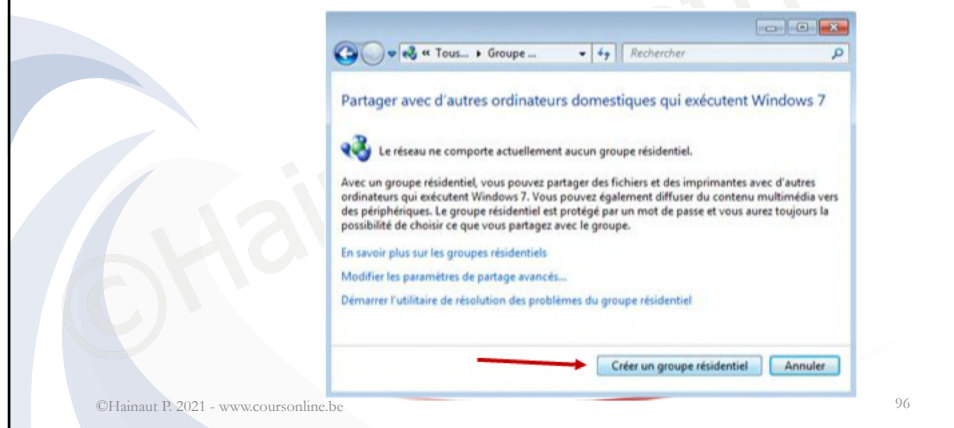 « Tous... ▸ Groupe ...
Rechercher
Partager avec d'autres ordinateurs domestiques qui exécutent Windows 7
Le réseau ne comporte actuellement aucun groupe résidentiel.
Avec un groupe résidentiel, vous pouvez partager des fichiers et des imprimantes avec d'autres
ordinateurs qui exécutent Windows 7. Vous pouvez également diffuser du contenu multimédia vers
des périphériques. Le groupe résidentiel est protégé par un mot de passe et vous aurez toujours la
possibilité de choisir ce que vous partagez avec le groupe.
En savoir plus sur les groupes résidentiels
Modifier les paramètres de partage avancés...
Démarrer l'utilitaire de résolution des problèmes du groupe résidentiel
Créer un groupe résidentiel Annuler
©Hainaut P. 2021 - www.coursonline.be 96